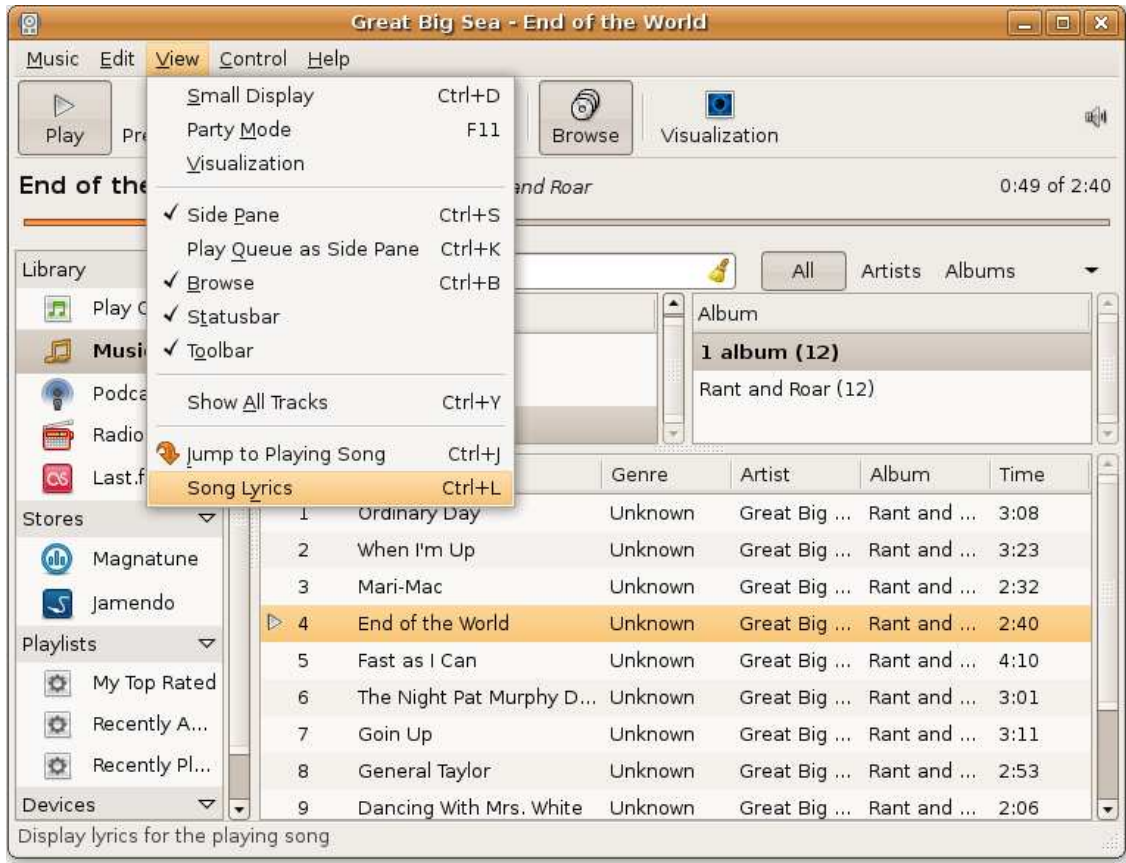 Great Big Sea - End of the World
Music Edit View Control Help
Play Pre Browse Visualization
Small Display Ctrl+D
Party Mode F11
Visualization
Side Pane Ctrl+S
Play Queue as Side Pane Ctrl+K
Browse Ctrl+B
Statusbar
Toolbar
Show All Tracks Ctrl+Y
Jump to Playing Song Ctrl+J
Song Lyrics Ctrl+L
End of the and Roar 0:49 of 2:40
Library
Play
Musi
Podca
Radio
Last.f
Stores
Magnatune
Jamendo
Playlists
My Top Rated
Recently A...
Recently Pl...
Devices
All Artists Albums
Album
1 album (12)
Rant and Roar (12)
Genre Artist Album Time
1 Ordinary Day Unknown Great Big ... Rant and ... 3:08
2 When I'm Up Unknown Great Big ... Rant and ... 3:23
3 Mari-Mac Unknown Great Big ... Rant and ... 2:32
4 End of the World Unknown Great Big ... Rant and ... 2:40
5 Fast as I Can Unknown Great Big ... Rant and ... 4:10
6 The Night Pat Murphy D... Unknown Great Big ... Rant and ... 3:01
7 Goin Up Unknown Great Big ... Rant and ... 3:11
8 General Taylor Unknown Great Big ... Rant and ... 2:53
9 Dancing With Mrs. White Unknown Great Big ... Rant and ... 2:06
Display lyrics for the playing song